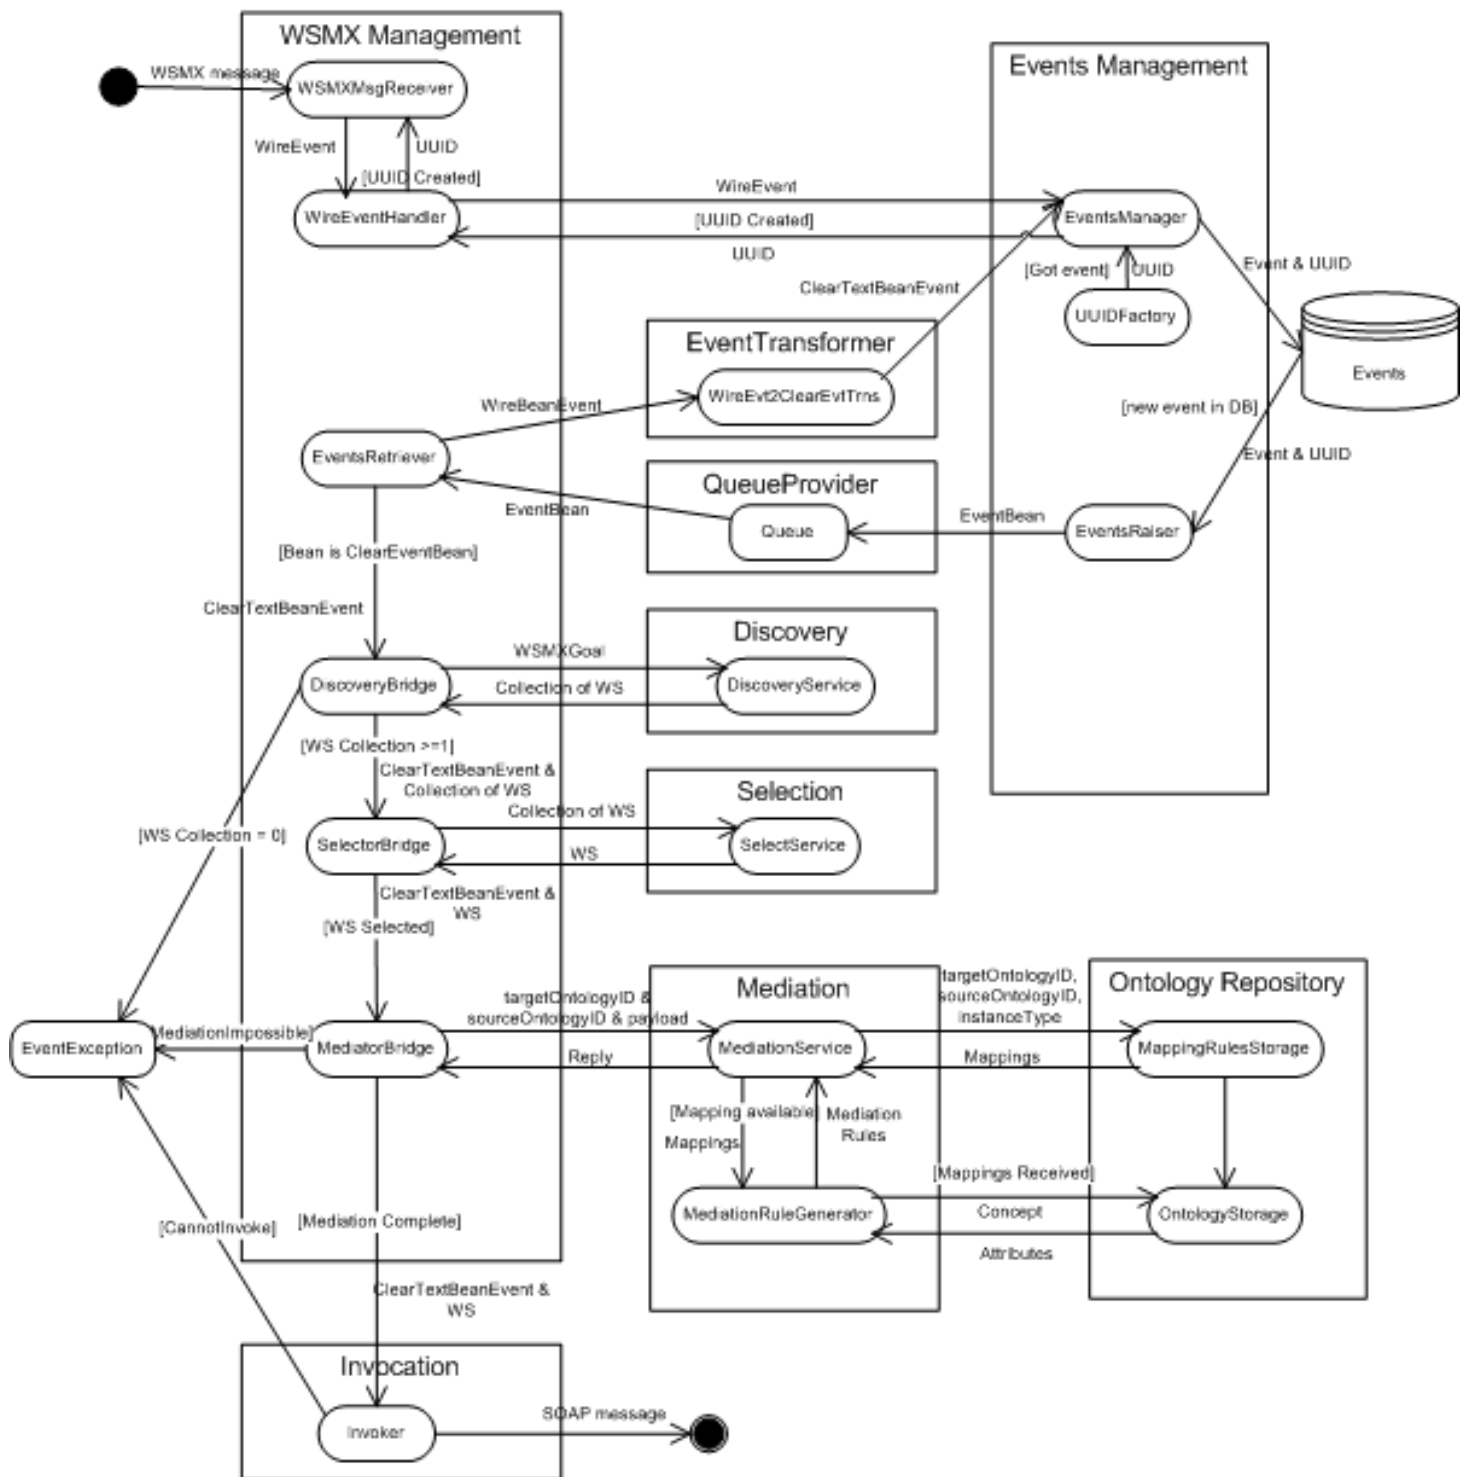 WSMX Management
Events Management
WSMX message
WSMXMsgReceiver
WireEvent
UUID
[UUID Created]
WireEventHandler
WireEvent
[UUID Created]
UUID
EventsManager
[Got event]
UUID
UUIDFactory
Event & UUID
ClearTextBeanEvent
EventTransformer
WireEvt2ClearEvtTrns
Events
[new event in DB]
Event & UUID
WireBeanEvent
EventsRetriever
QueueProvider
EventBean
Queue
EventBean
EventsRaiser
[Bean is ClearEventBean]
ClearTextBeanEvent
Discovery
WSMXGoal
DiscoveryBridge
Collection of WS
DiscoveryService
[WS Collection >=1]
ClearTextBeanEvent &
Collection of WS
Selection
Collection of WS
[WS Collection = 0]
SelectorBridge
WS
SelectService
ClearTextBeanEvent &
WS
[WS Selected]
Mediation
Ontology Repository
targetOntologyID &
sourceOntologyID & payload
targetOntologyID,
sourceOntologyID,
instanceType
EventException
[MediationImpossible]
MediatorBridge
Reply
MediationService
Mappings
MappingRulesStorage
[Mapping available]
Mappings
Mediation
Rules
[Mappings Received]
MediationRuleGenerator
Concept
OntologyStorage
Attributes
[CannotInvoke]
[Mediation Complete]
ClearTextBeanEvent &
WS
Invocation
Invoker
SOAP message